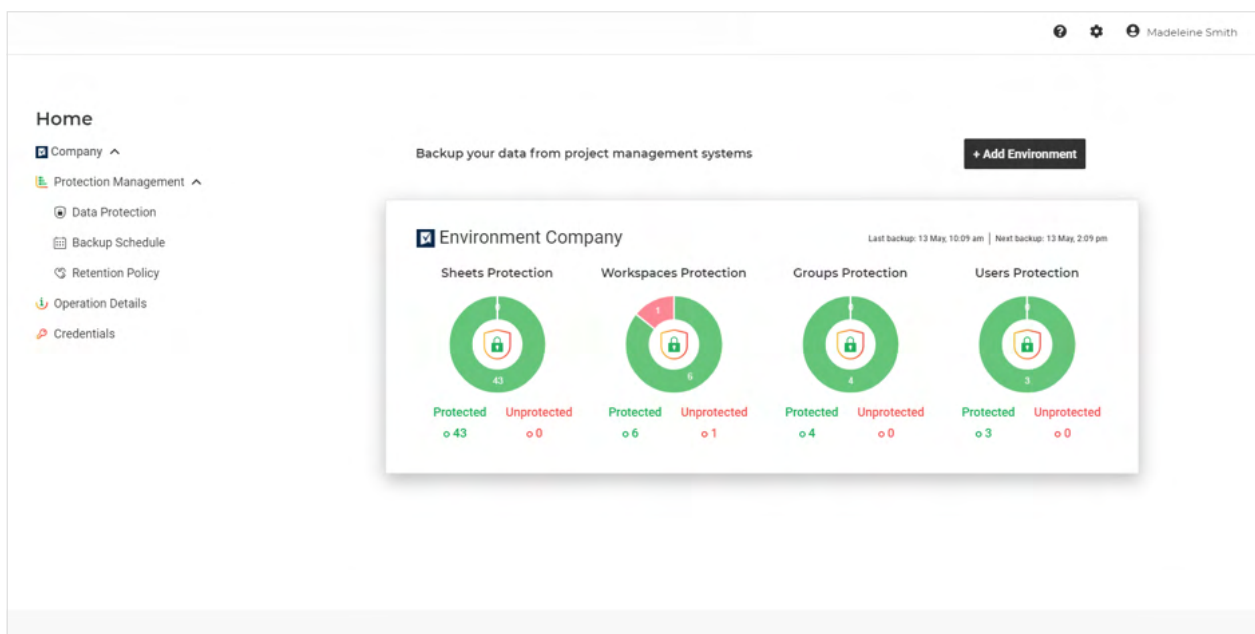 Madeleine Smith
Home
Company
Protection Management
Data Protection
Backup Schedule
Retention Policy
Operation Details
Credentials
Backup your data from project management systems
+ Add Environment
Environment Company
Last backup: 13 May, 10:09 am | Next backup: 13 May, 2:09 pm
Sheets Protection Workspaces Protection Groups Protection Users Protection
0 1 0 0
43 6 4 3
Protected Unprotected Protected Unprotected Protected Unprotected Protected Unprotected
43 0 6 1 4 0 3 0